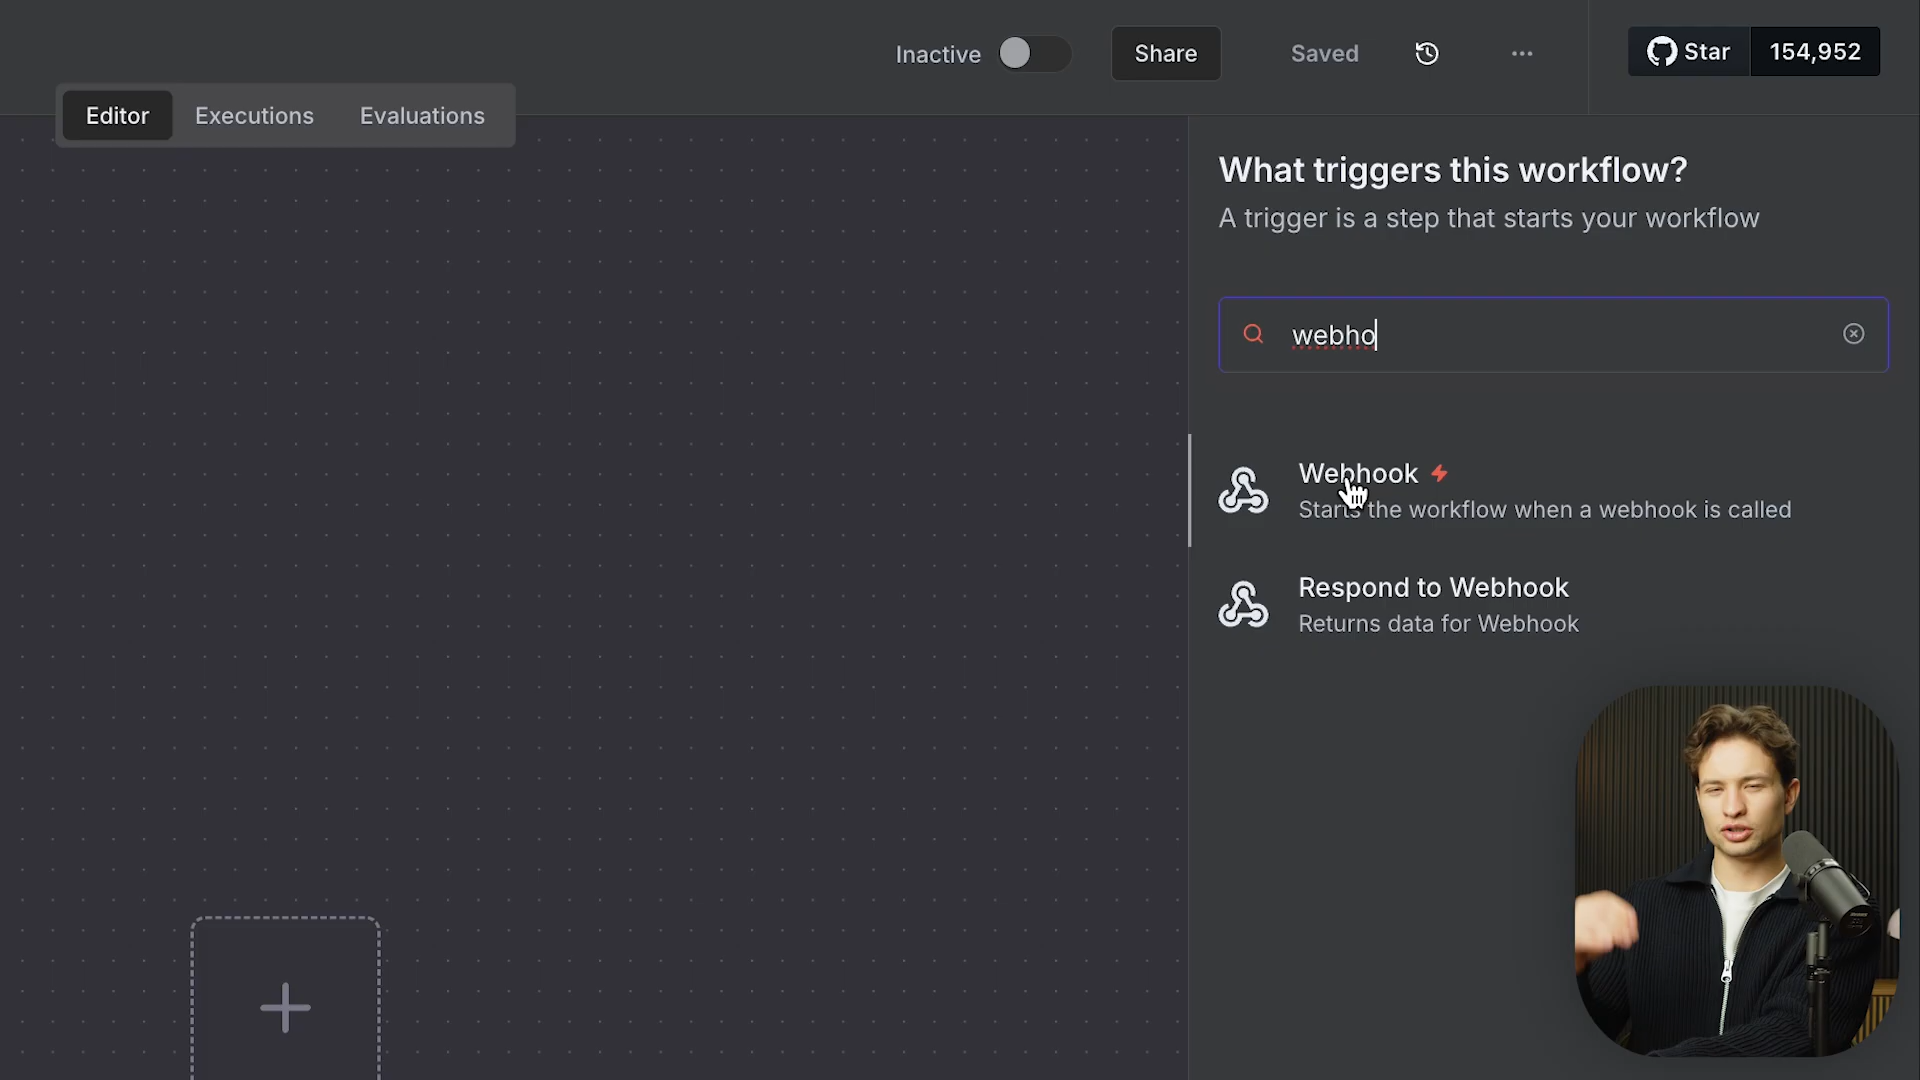 Inactive
Share
Saved
Star
154,952
Editor
Executions
Evaluations
What triggers this workflow?
A trigger is a step that starts your workflow
webho
Webhook
Starts the workflow when a webhook is called
Respond to Webhook
Returns data for Webhook